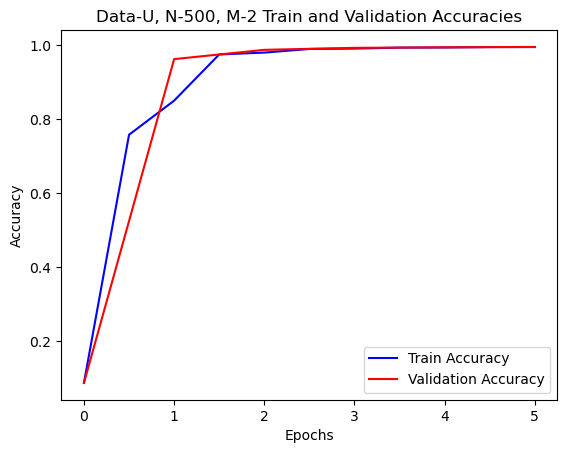 Data-U, N-500, M-2 Train and Validation Accuracies
1.0
0.8
0.6
0.4
0.2
Accuracy
Train Accuracy
Validation Accuracy
0 1 2 3 4 5
Epochs